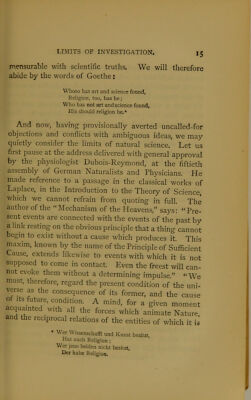 LIMITS OF INVESTIGATION. 15
mensurable with scientific truths. We will therefore
abide by the words of Goethe:
Whoso has art and science found,
Religion, too, has he;
Who has not art and science found,
His should religion be.*
And now, having provisionally averted uncalled-for
objections and conflicts with ambiguous ideas, we may
quietly consider the limits of natural science. Let us
first pause at the address delivered with general approval
by the physiologist Dubois-Reymond, at the fiftieth
assembly of German Naturalists and Physicians. He
made reference to a passage in the classical works of
Laplace, in the Introduction to the Theory of Science,
which we cannot refrain from quoting in full. The
author of the “Mechanism of the Heavens,” says: “Pre-
sent events are connected with the events of the past by
a link resting on the obvious principle that a thing cannot
begin to exist without a cause which produces it. This
maxim, known by the name of the Principle of Sufficient
Cause, extends likewise to events with which it is not
supposed to come in contact. Even the freest will can-
not evoke them without a determining impulse.” “We
must, therefore, regard the present condition of the uni-
verse as the consequence of its former, and the cause
of its future, condition. A mind, for a given moment
acquainted with all the forces which animate Nature,
and the reciprocal relations of the entities of which it is
* Wer Wissenschaft und Kunst besitzt,
Hat auch Religion:
Wer jene beiden nicht besitzt,
Der habe Religion.